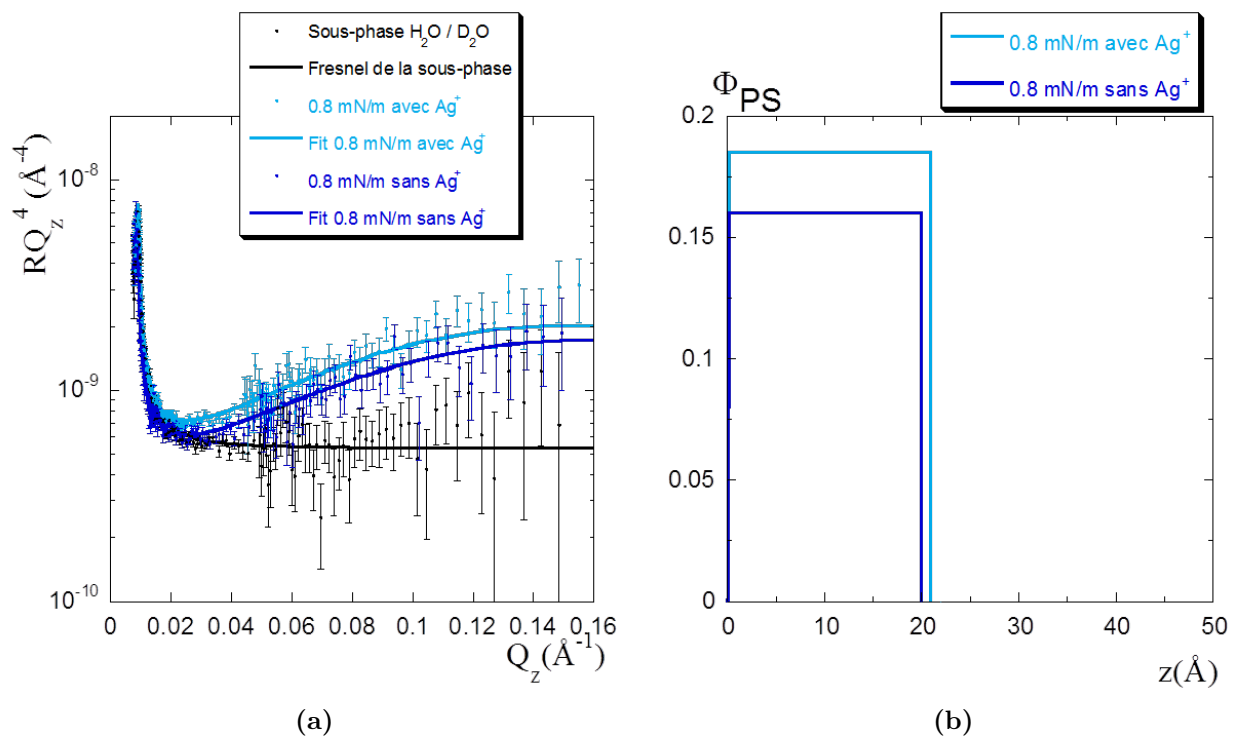 Sous-phase H₂O / D₂O
Fresnel de la sous-phase
0.8 mN/m avec Ag⁺
Fit 0.8 mN/m avec Ag⁺
0.8 mN/m sans Ag⁺
Fit 0.8 mN/m sans Ag⁺
RQz⁴ (Å⁻⁴)
10⁻⁸
10⁻⁹
10⁻¹⁰
0 0.02 0.04 0.06 0.08 0.1 0.12 0.14 0.16
Qz(Å⁻¹)
(a)
0.8 mN/m avec Ag⁺
0.8 mN/m sans Ag⁺
ΦPS
0.2
0.15
0.1
0.05
0
0 10 20 30 40 50
z(Å)
(b)